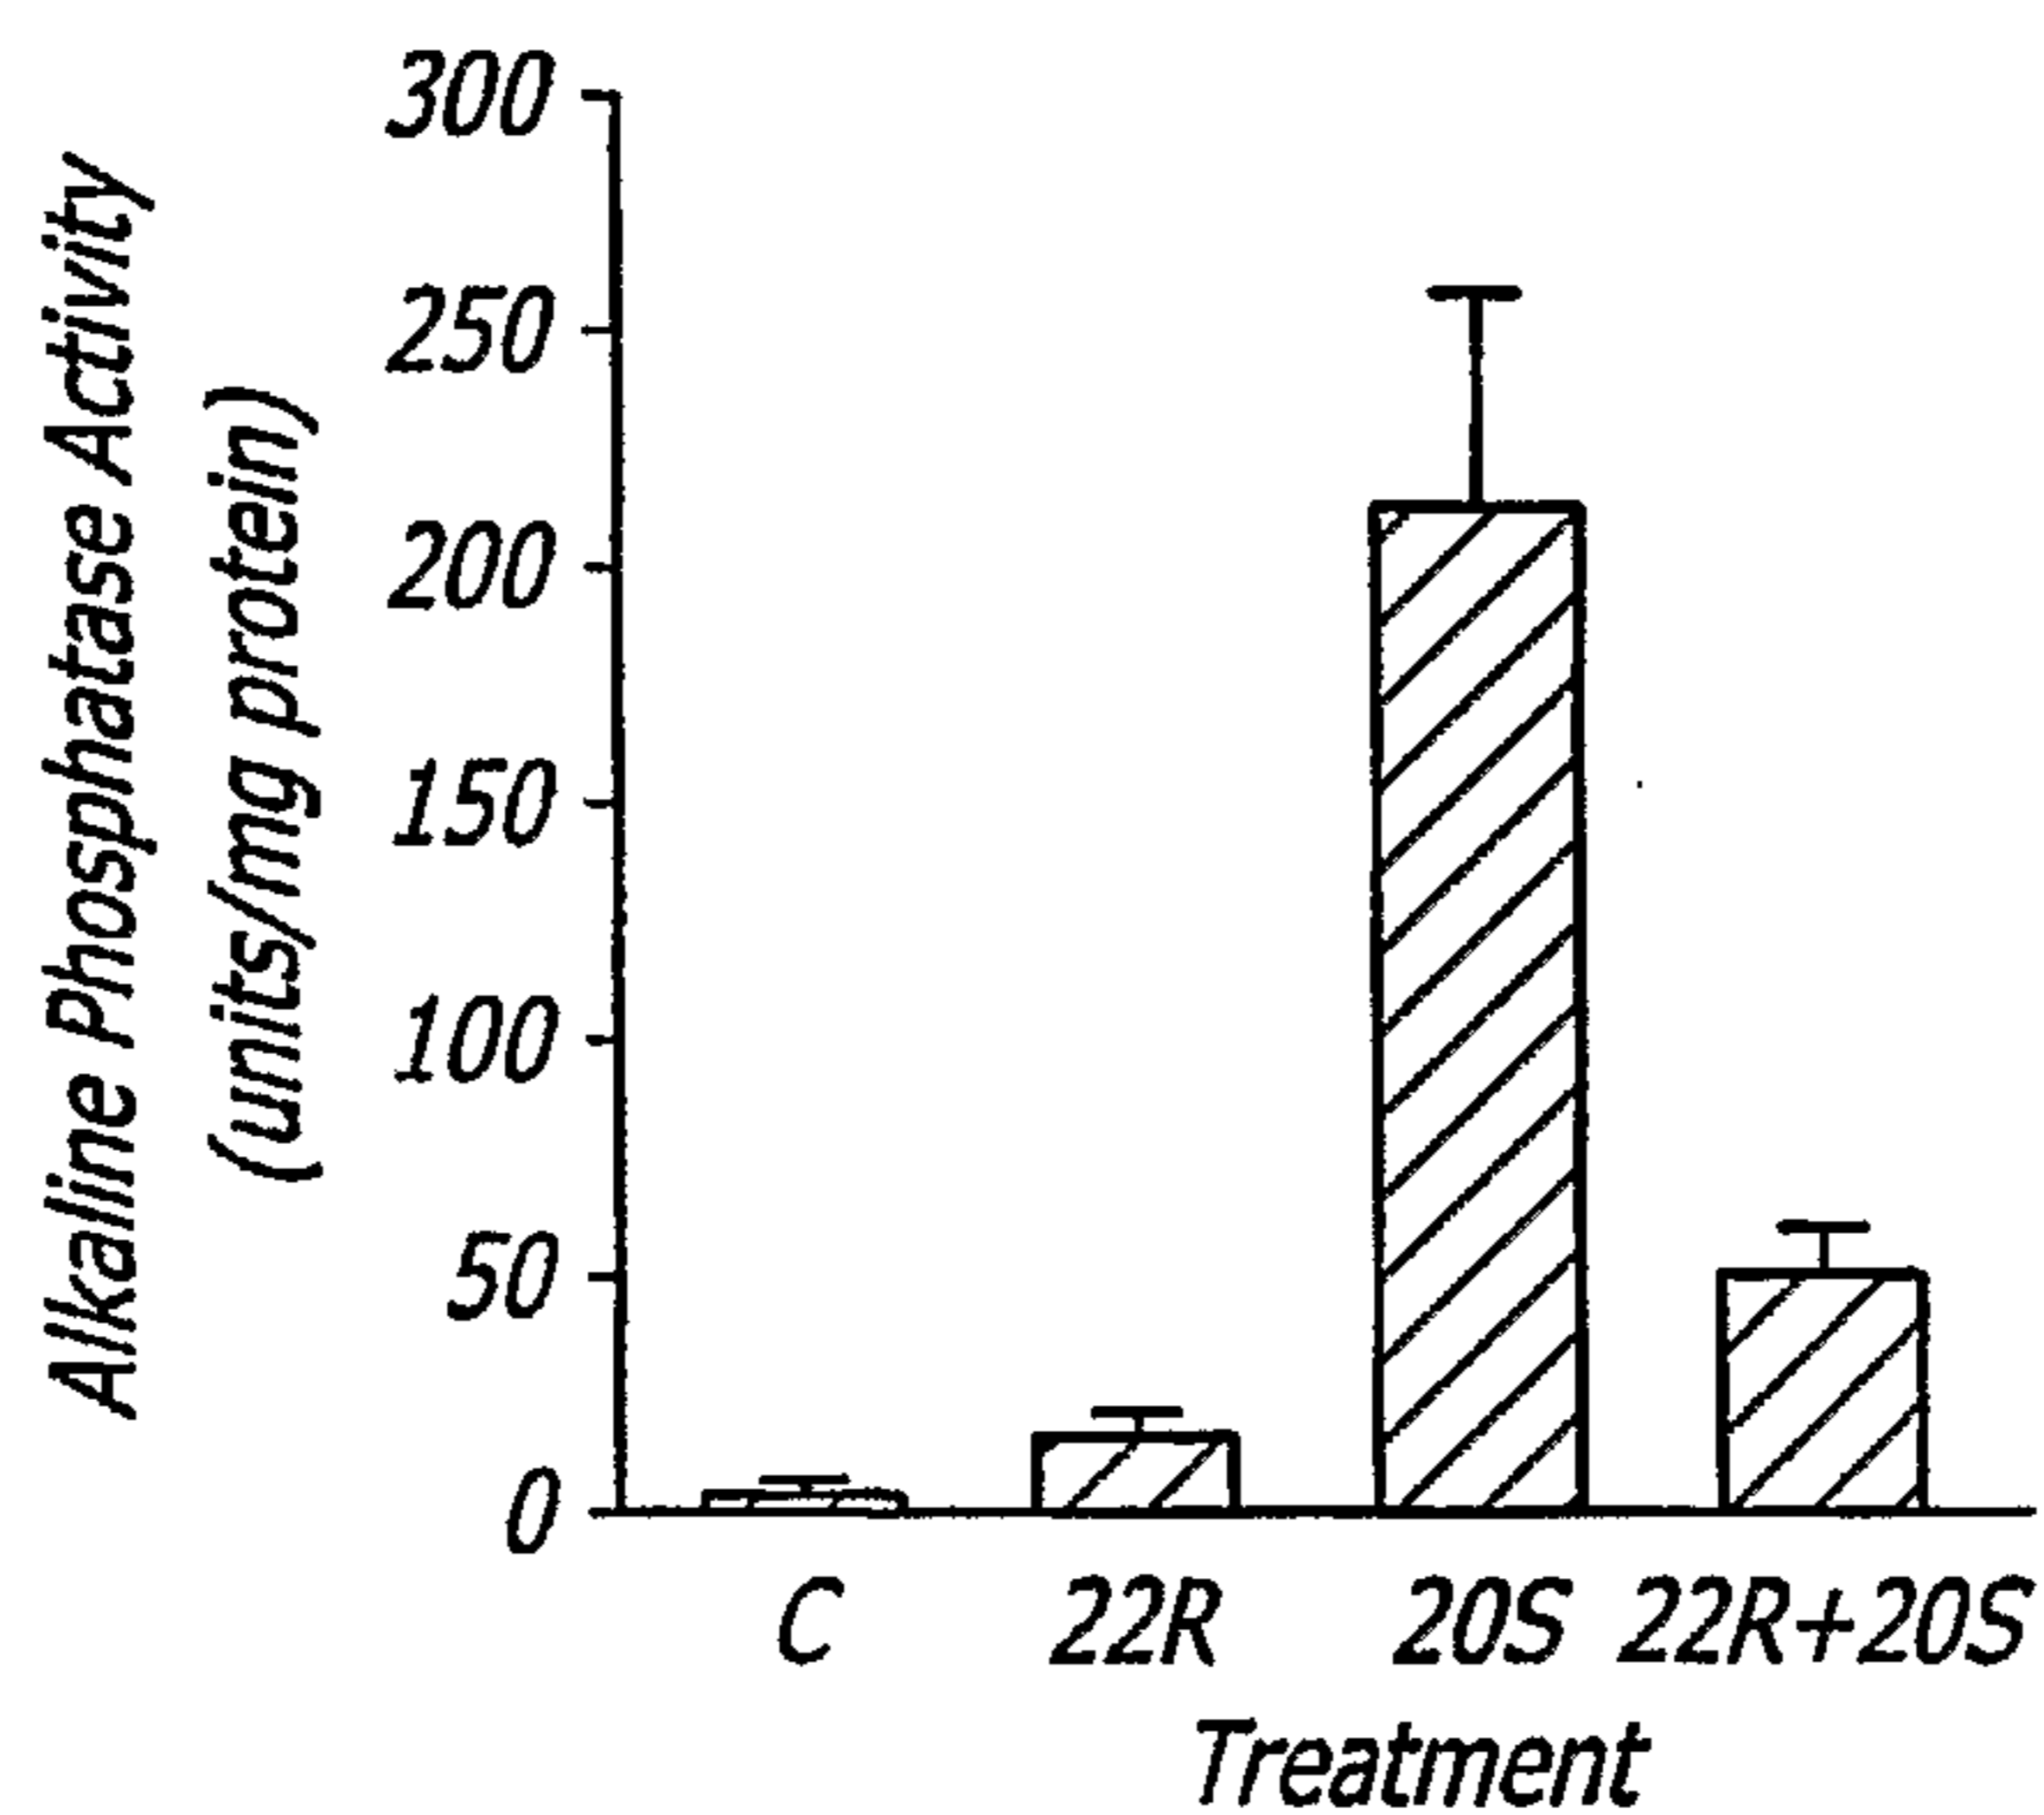 Alkaline Phosphatase Activity
(units/mg protein)
300
250
200
150
100
50
0
C 22R 20S 22R+20S
Treatment